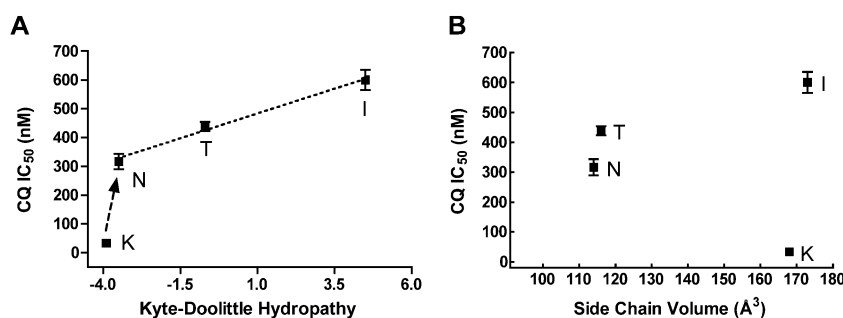 A
CQ IC50 (nM)
700
600
500
400
300
200
100
0
-4.0 -1.5 1.0 3.5 6.0
Kyte-Doolittle Hydropathy
K
N
T
I
B
CQ IC50 (nM)
700
600
500
400
300
200
100
0
100 110 120 130 140 150 160 170 180
Side Chain Volume (Å³)
T
N
I
K